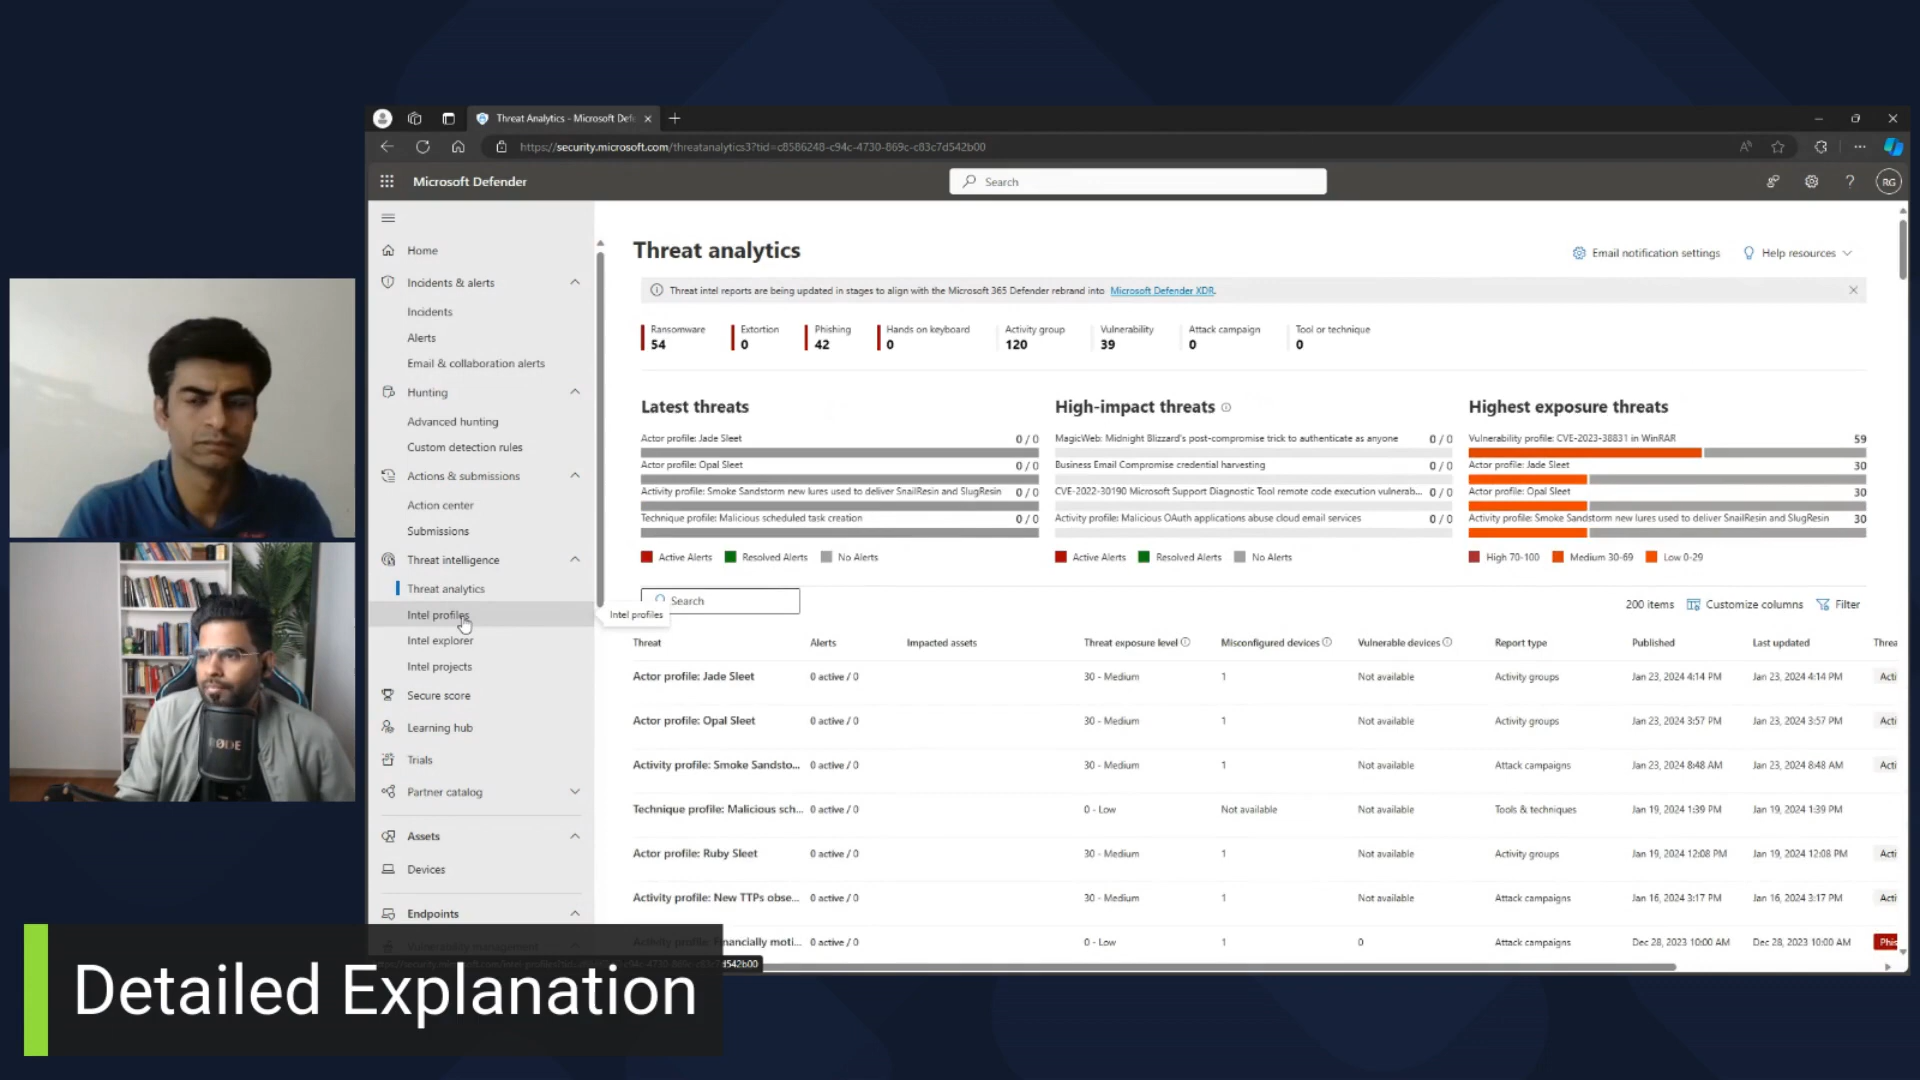 Threat Analytics - Microsoft Defe
https://security.microsoft.com/threatanalytics3?tid=c8586248-c94c-4730-869c-c83c7d542b00
Microsoft Defender
Search
RG
Home
Incidents & alerts
Incidents
Alerts
Email & collaboration alerts
Hunting
Advanced hunting
Custom detection rules
Actions & submissions
Action center
Submissions
Threat intelligence
Threat analytics
Intel profiles
Intel explorer
Intel projects
Secure score
Learning hub
Trials
Partner catalog
Assets
Devices
Endpoints
Vulnerability management
Intel profiles
Threat analytics
Email notification settings
Help resources
Threat intel reports are being updated in stages to align with the Microsoft 365 Defender rebrand into Microsoft Defender XDR.
Ransomware 54
Extortion 0
Phishing 42
Hands on keyboard 0
Activity group 120
Vulnerability 39
Attack campaign 0
Tool or technique 0
Latest threats
Actor profile: Jade Sleet 0 / 0
Actor profile: Opal Sleet 0 / 0
Activity profile: Smoke Sandstorm new lures used to deliver SnailResin and SlugResin 0 / 0
Technique profile: Malicious scheduled task creation 0 / 0
Active Alerts Resolved Alerts No Alerts
High-impact threats
MagicWeb: Midnight Blizzard's post-compromise trick to authenticate as anyone 0 / 0
Business Email Compromise credential harvesting 0 / 0
CVE-2022-30190 Microsoft Support Diagnostic Tool remote code execution vulnerab... 0 / 0
Activity profile: Malicious OAuth applications abuse cloud email services 0 / 0
Active Alerts Resolved Alerts No Alerts
Highest exposure threats
Vulnerability profile: CVE-2023-38831 in WinRAR 59
Actor profile: Jade Sleet 30
Actor profile: Opal Sleet 30
Activity profile: Smoke Sandstorm new lures used to deliver SnailResin and SlugResin 30
High 70-100 Medium 30-69 Low 0-29
Search
200 items Customize columns Filter
Threat Alerts Impacted assets Threat exposure level Misconfigured devices Vulnerable devices Report type Published Last updated Threa
Actor profile: Jade Sleet 0 active / 0 30 - Medium 1 Not available Activity groups Jan 23, 2024 4:14 PM Jan 23, 2024 4:14 PM Acti
Actor profile: Opal Sleet 0 active / 0 30 - Medium 1 Not available Activity groups Jan 23, 2024 3:57 PM Jan 23, 2024 3:57 PM Acti
Activity profile: Smoke Sandsto... 0 active / 0 30 - Medium 1 Not available Attack campaigns Jan 23, 2024 8:48 AM Jan 23, 2024 8:48 AM Acti
Technique profile: Malicious sch... 0 active / 0 0 - Low Not available Not available Tools & techniques Jan 19, 2024 1:39 PM Jan 19, 2024 1:39 PM
Actor profile: Ruby Sleet 0 active / 0 30 - Medium 1 Not available Activity groups Jan 19, 2024 12:08 PM Jan 19, 2024 12:08 PM Acti
Activity profile: New TTPs obse... 0 active / 0 30 - Medium 1 Not available Attack campaigns Jan 16, 2024 3:17 PM Jan 16, 2024 3:17 PM Acti
Activity profile: Financially moti... 0 active / 0 0 - Low 1 0 Attack campaigns Dec 28, 2023 10:00 AM Dec 28, 2023 10:00 AM Phis
RØDE
Detailed Explanation